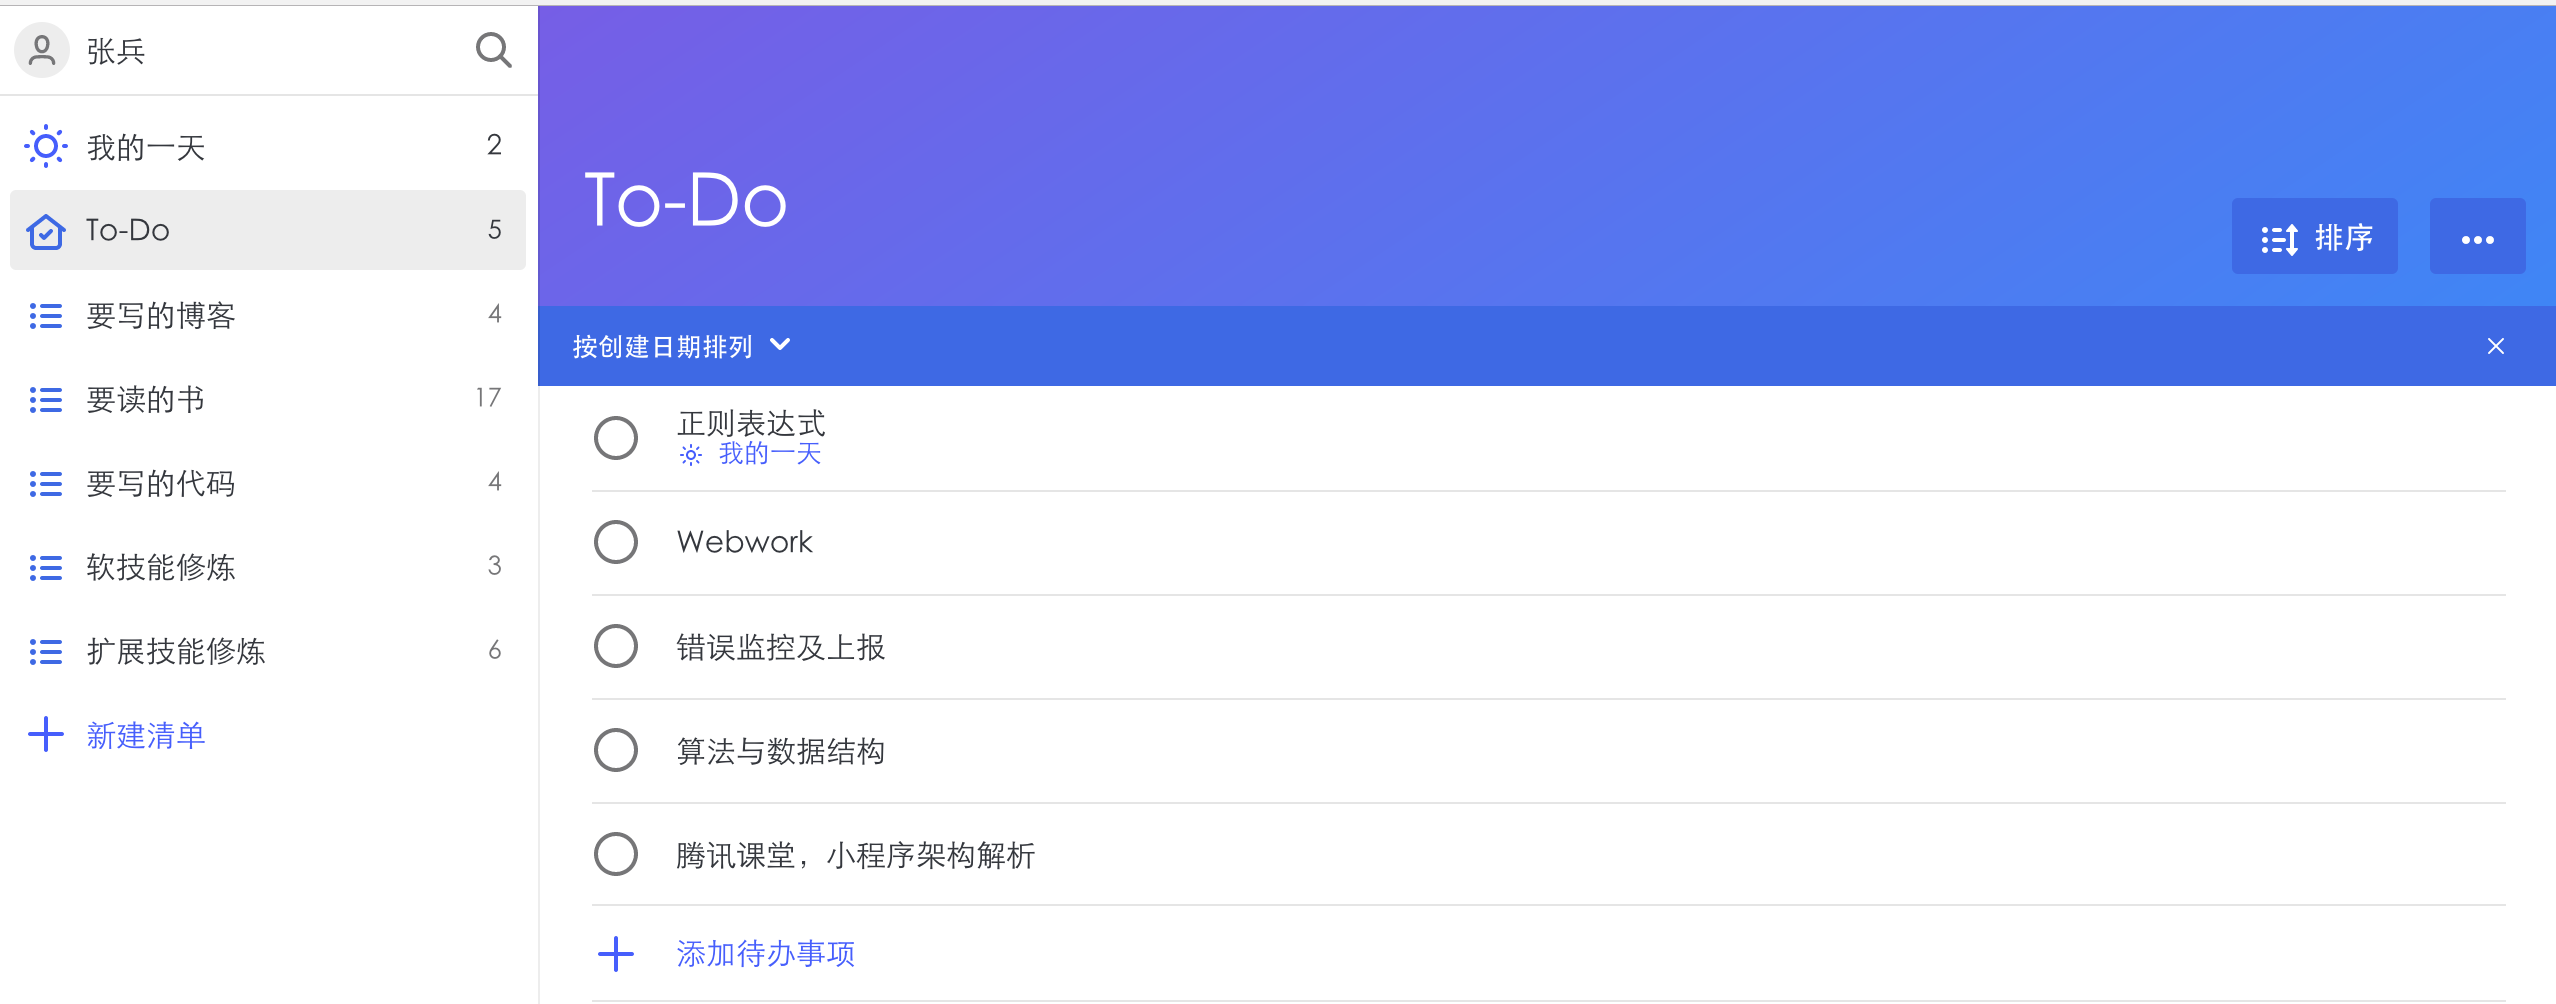 张兵
我的一天 2
To-Do 5
要写的博客 4
要读的书 17
要写的代码 4
软技能修炼 3
扩展技能修炼 6
新建清单
To-Do
排序
按创建日期排列
正则表达式
我的一天
Webwork
错误监控及上报
算法与数据结构
腾讯课堂，小程序架构解析
添加待办事项